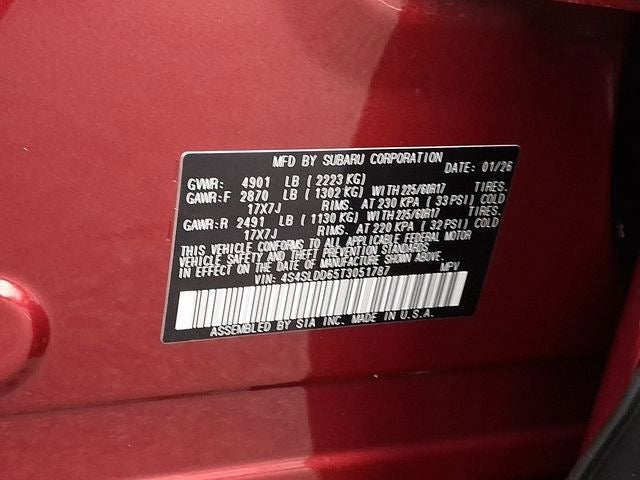 MFD BY SUBARU CORPORATION DATE: 01/26
GVWR: 4901 LB ( 2223 KG)
GAWR:F 2870 LB ( 1302 KG) WITH 225/60R17 TIRES.
17X7J RIMS. AT 230 KPA ( 33 PSI) COLD
GAWR:R 2491 LB ( 1130 KG) WITH 225/60R17 TIRES.
17X7J RIMS. AT 220 KPA ( 32 PSI) COLD
THIS VEHICLE CONFORMS TO ALL APPLICABLE FEDERAL MOTOR
VEHICLE SAFETY AND THEFT PREVENTION STANDARDS
IN EFFECT ON THE DATE OF MANUFACTURE SHOWN ABOVE.
VIN: 4S4SLDD65T3051787 MPV
ASSEMBLED BY SIA INC. MADE IN U.S.A.